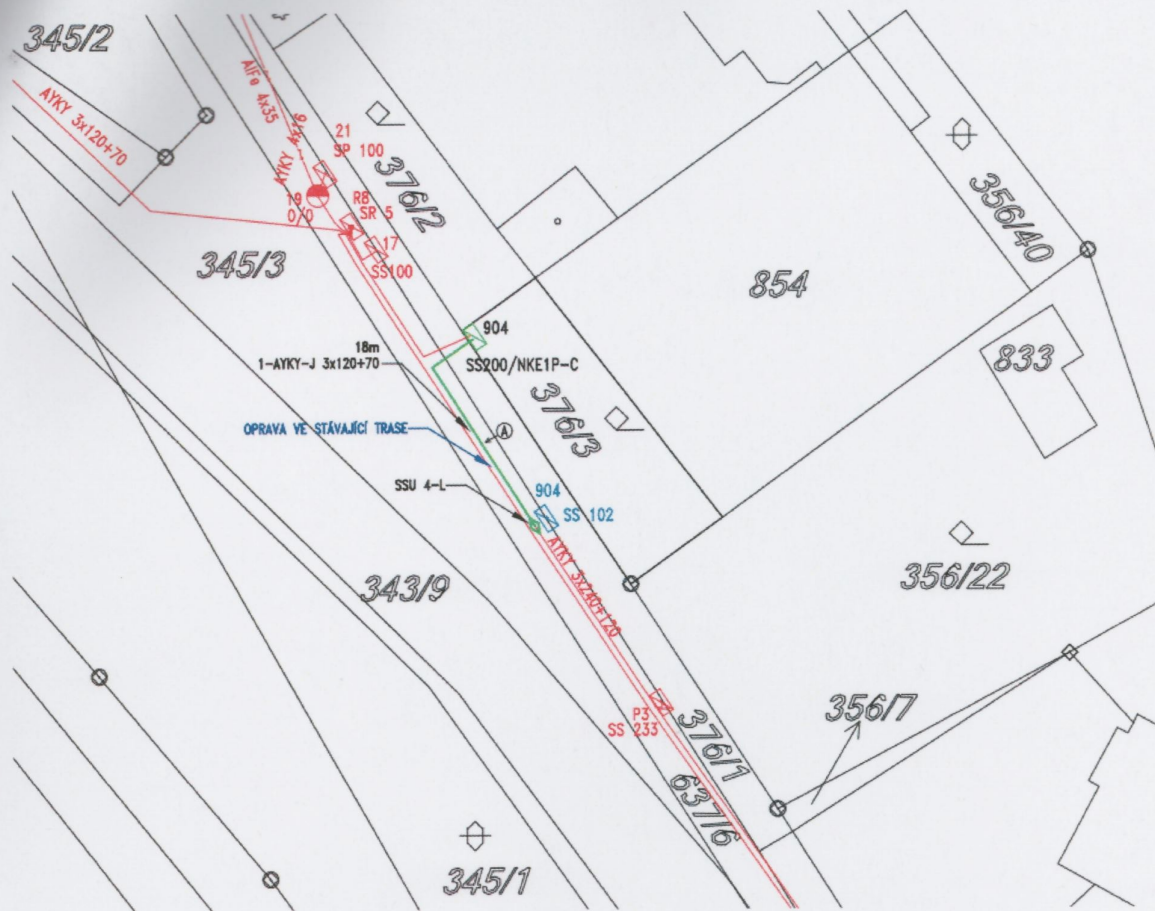 345/2
AYKY 3x120+70
AlFe 4x35
AYKY 4x16
21
SP 100
19
0/0
R8
SR 5
17
SS100
376/2
345/3
356/40
854
833
904
SS200/NKE1P-C
18m
1-AYKY-J 3x120+70
376/3
OPRAVA VE STÁVAJÍCÍ TRASE
A
SSU 4-L
904
SS 102
AYKY 3x240+120
343/9
356/22
P3
SS 233
376/1
356/7
637/6
345/1